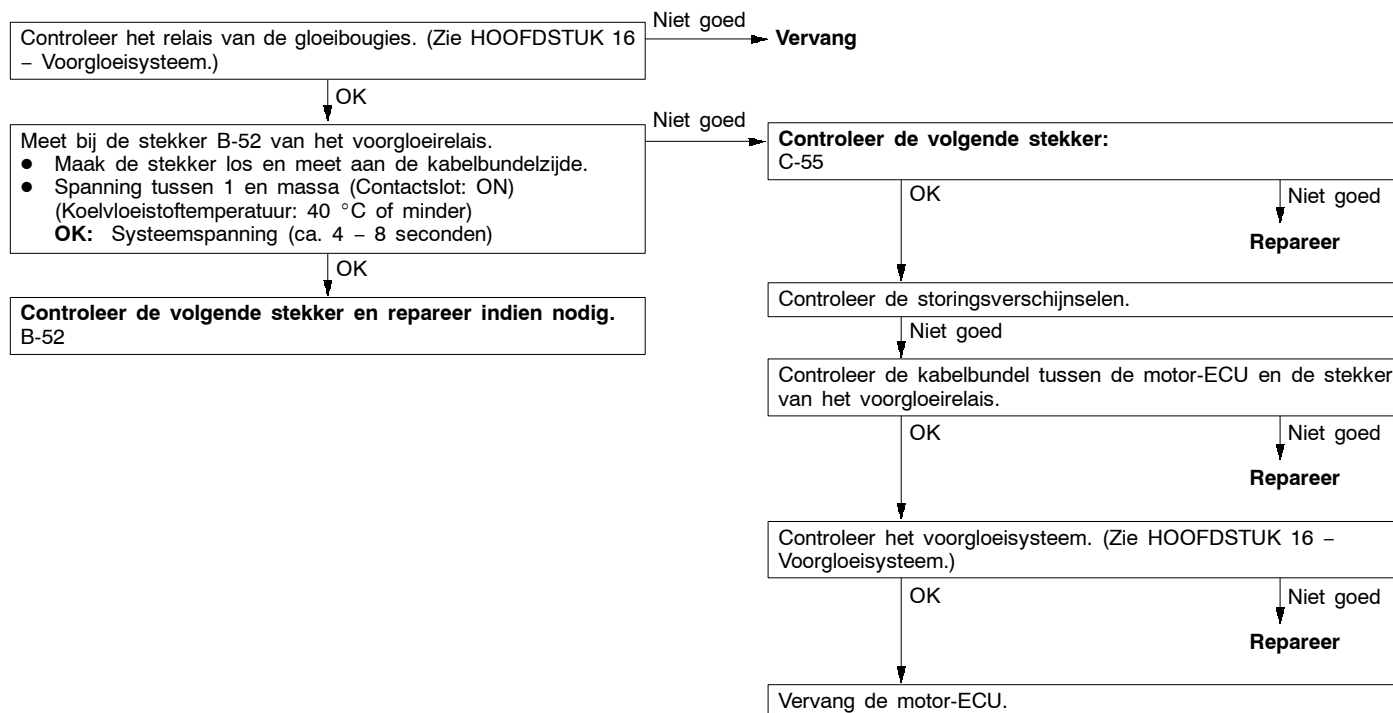 Controleer het relais van de gloeibougies. (Zie HOOFDSTUK 16
– Voorgloeisysteem.)
Niet goed
Vervang
OK
Meet bij de stekker B-52 van het voorgloeirelais.
● Maak de stekker los en meet aan de kabelbundelzijde.
● Spanning tussen 1 en massa (Contactslot: ON)
(Koelvloeistoftemperatuur: 40 °C of minder)
OK: Systeemspanning (ca. 4 – 8 seconden)
Niet goed
OK
Controleer de volgende stekker en repareer indien nodig.
B-52
Controleer de volgende stekker:
C-55
OK
Niet goed
Repareer
Controleer de storingsverschijnselen.
Niet goed
Controleer de kabelbundel tussen de motor-ECU en de stekker
van het voorgloeirelais.
OK
Niet goed
Repareer
Controleer het voorgloeisysteem. (Zie HOOFDSTUK 16 –
Voorgloeisysteem.)
OK
Niet goed
Repareer
Vervang de motor-ECU.